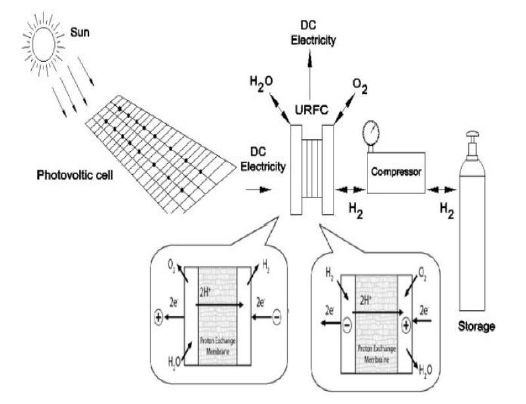 Sun
DC
Electricity
H₂O
O₂
URFC
Photovoltic cell
DC
Electricity
Compressor
H₂
H₂
Storage
O₂
H₂
2H⁺
2e⁻
2e⁻
+
−
Proton Exchange
Membrane
H₂O
H₂
O₂
2H⁺
2e⁻
2e⁻
−
+
Proton Exchange
Membrane
H₂O